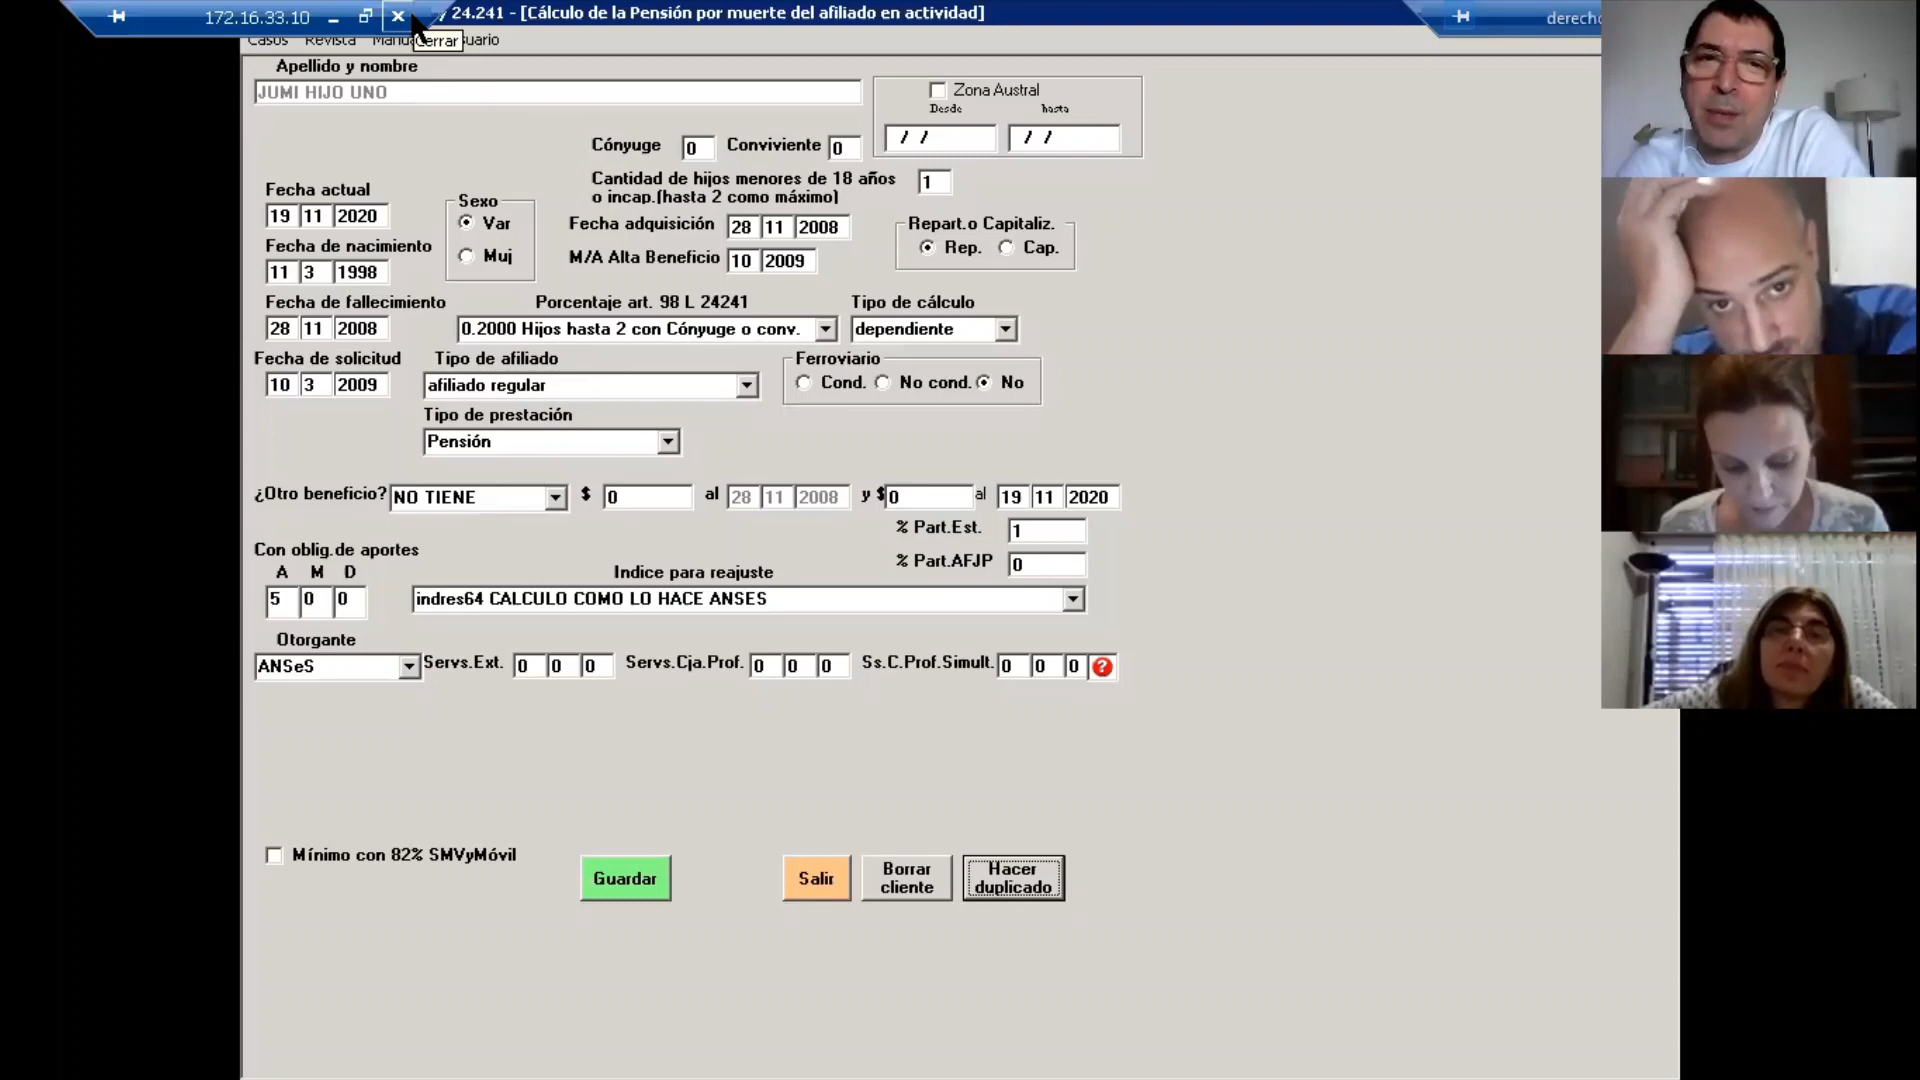 172.16.33.10
24.241 - [Cálculo de la Pensión por muerte del afiliado en actividad]
derecho
Casos Revista Manua Cerrar suario
Apellido y nombre
JUMI HIJO UNO
Zona Austral
Desde hasta
/ / / /
Cónyuge 0 Conviviente 0
Cantidad de hijos menores de 18 años 1
o incap.(hasta 2 como máximo)
Fecha actual
19 11 2020
Sexo
Var
Muj
Fecha adquisición 28 11 2008
Repart.o Capitaliz.
Rep. Cap.
Fecha de nacimiento
11 3 1998
M/A Alta Beneficio 10 2009
Fecha de fallecimiento
28 11 2008
Porcentaje art. 98 L 24241
0.2000 Hijos hasta 2 con Cónyuge o conv.
Tipo de cálculo
dependiente
Fecha de solicitud
10 3 2009
Tipo de afiliado
afiliado regular
Ferroviario
Cond. No cond. No
Tipo de prestación
Pensión
¿Otro beneficio? NO TIENE $ 0 al 28 11 2008 y $ 0 al 19 11 2020
% Part.Est. 1
% Part.AFJP 0
Con oblig.de aportes
A M D
5 0 0
Indice para reajuste
indres64 CALCULO COMO LO HACE ANSES
Otorgante
ANSeS
Servs.Ext. 0 0 0 Servs.Cja.Prof. 0 0 0 Ss.C.Prof.Simult. 0 0 0 ?
Mínimo con 82% SMVyMóvil
Guardar
Salir
Borrar cliente
Hacer duplicado